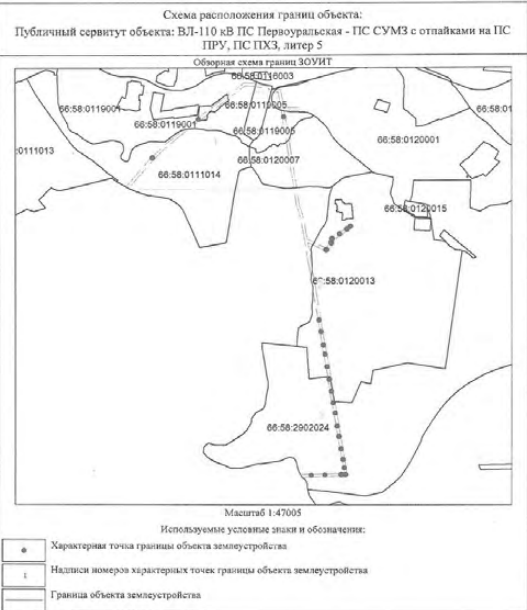 Схема расположения границ объекта:
Публичный сервитут объекта: ВЛ-110 кВ ПС Первоуральская - ПС СУМЗ с отпайками на ПС
ПРУ, ПС ПХЗ, литер 5
Обзорная схема границ ЗОУИТ
66:58:0116003
66:58:0119001
66:58:0119005
66:58:01
66:58:0119001
66:58:0119005
66:58:0120001
:0111013
66:58:0120007
66:58:0111014
66:58:0120015
66:58:0120013
66:58:2902024
Масштаб 1:47005
Используемые условные знаки и обозначения:
Характерная точка границы объекта землеустройства
1 Надписи номеров характерных точек границы объекта землеустройства
Граница объекта землеустройства